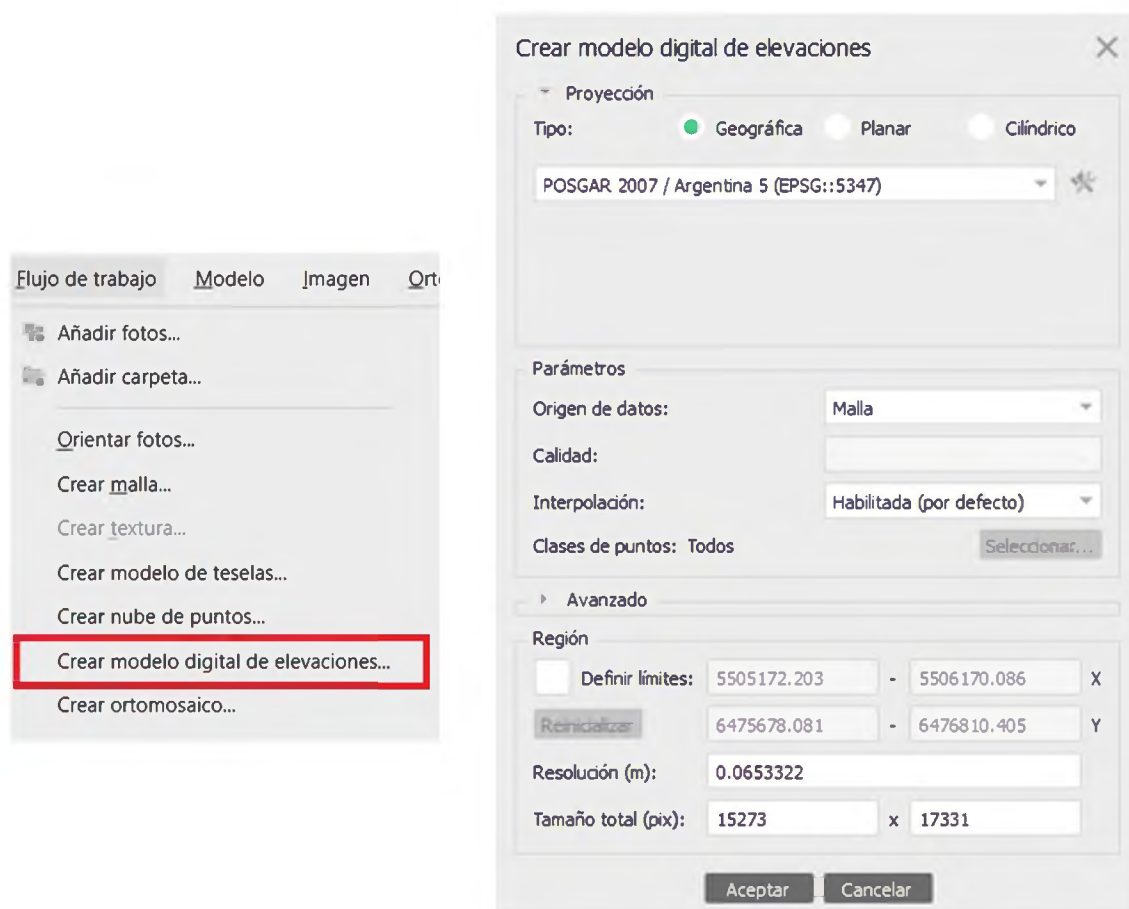 Flujo de trabajo Modelo Imagen Ort
Añadir fotos...
Añadir carpeta...
Orientar fotos...
Crear malla...
Crear textura...
Crear modelo de teselas...
Crear nube de puntos...
Crear modelo digital de elevaciones...
Crear ortomosaico...
Crear modelo digital de elevaciones
Proyección
Tipo: Geográfica Planar Cilíndrico
POSGAR 2007 / Argentina 5 (EPSG::5347)
Parámetros
Origen de datos: Malla
Calidad:
Interpolación: Habilitada (por defecto)
Clases de puntos: Todos Seleccionar...
Avanzado
Región
Definir límites: 5505172.203 - 5506170.086 X
Reinicializar 6475678.081 - 6476810.405 Y
Resolución (m): 0.0653322
Tamaño total (pix): 15273 x 17331
Aceptar Cancelar